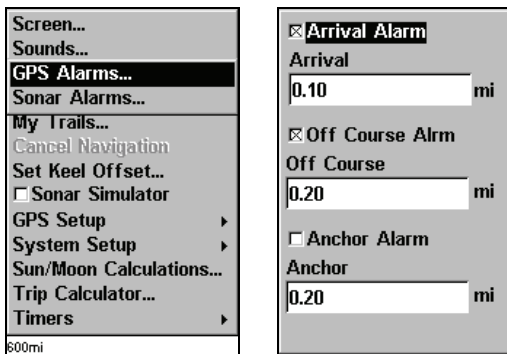 Screen...
Sounds...
GPS Alarms...
Sonar Alarms...
My Trails...
Cancel Navigation
Set Keel Offset...
Sonar Simulator
GPS Setup
System Setup
Sun/Moon Calculations...
Trip Calculator...
Timers
600mi
Arrival Alarm
Arrival
0.10 mi
Off Course Alrm
Off Course
0.20 mi
Anchor Alarm
Anchor
0.20 mi